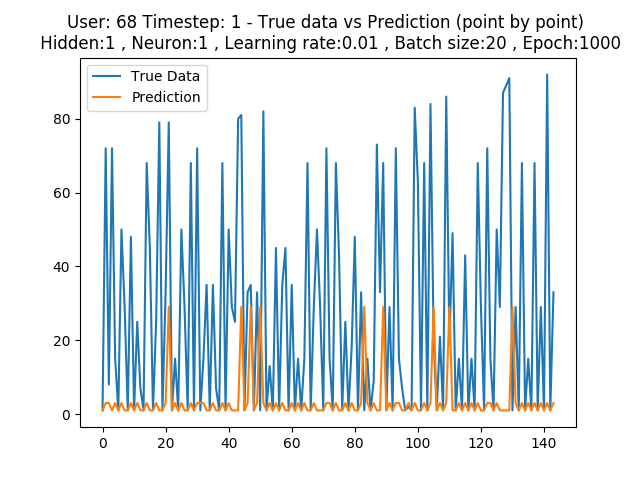 User: 68 Timestep: 1 - True data vs Prediction (point by point)
Hidden:1 , Neuron:1 , Learning rate:0.01 , Batch size:20 , Epoch:1000
True Data
Prediction
80
60
40
20
0
0 20 40 60 80 100 120 140